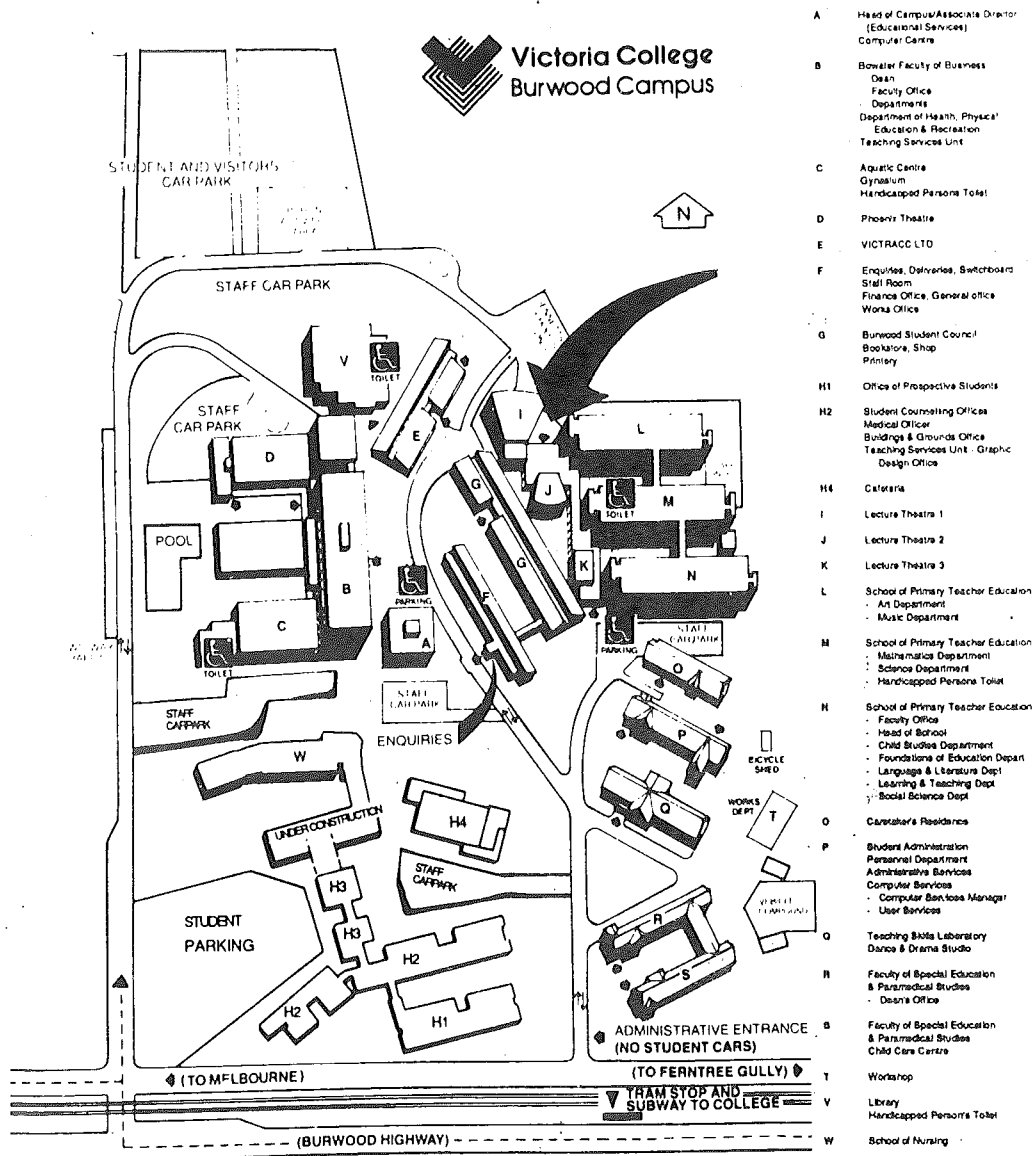 Victoria College
Burwood Campus
STUDENT AND VISITORS
CAR PARK
N
STAFF CAR PARK
V
TOILET
STAFF
CAR PARK
E
I
L
D
G
J
M
TOILET
POOL
B
PARKING
F
G
K
N
C
TOILET
A
PARKING
STAFF
CARPARK
O
STAFF
CARPARK
STAFF
CARPARK
ENQUIRIES
P
BICYCLE
SHED
W
WORKS
DEPT
T
Q
UNDER CONSTRUCTION
H4
STAFF
CARPARK
H3
H3
STUDENT
PARKING
VEHICLE
COMPOUND
R
H2
S
H2
H1
ADMINISTRATIVE ENTRANCE
(NO STUDENT CARS)
(TO MELBOURNE)
(TO FERNTREE GULLY)
TRAM STOP AND
SUBWAY TO COLLEGE
(BURWOOD HIGHWAY)
A Head of Campus/Associate Director
(Educational Services)
Computer Centre
B Bowater Faculty of Business
Dean
Faculty Office
Departments
Department of Health, Physical
Education & Recreation
Teaching Services Unit
C Aquatic Centre
Gynasium
Handicapped Persons Toilet
D Phoenix Theatre
E VICTRACC LTD
F Enquiries, Deliveries, Switchboard
Staff Room
Finance Office, General office
Works Office
G Burwood Student Council
Bookstore, Shop
Printery
H1 Office of Prospective Students
H2 Student Counselling Offices
Medical Officer
Buildings & Grounds Office
Teaching Services Unit - Graphic
Design Office
H4 Cafeteria
I Lecture Theatre 1
J Lecture Theatre 2
K Lecture Theatre 3
L School of Primary Teacher Education
- Art Department
- Music Department
M School of Primary Teacher Education
- Mathematics Department
- Science Department
- Handicapped Persons Toilet
N School of Primary Teacher Education
- Faculty Office
- Head of School
- Child Studies Department
- Foundations of Education Depart
- Language & Literature Dept
- Learning & Teaching Dept
- Social Science Dept
O Caretaker's Residence
P Student Administration
Personnel Department
Administrative Services
Computer Services
- Computer Services Manager
- User Services
Q Teaching Skills Laboratory
Dance & Drama Studio
R Faculty of Special Education
& Paramedical Studies
- Dean's Office
S Faculty of Special Education
& Paramedical Studies
Child Care Centre
T Workshop
V Library
Handicapped Person's Toilet
W School of Nursing